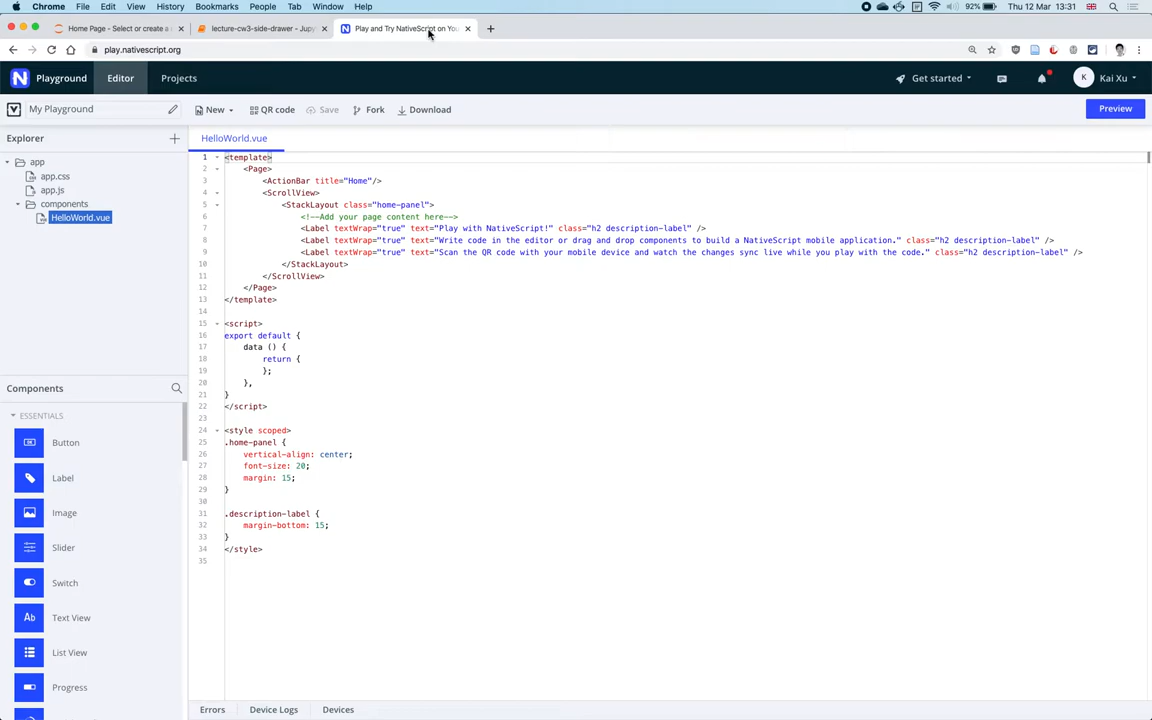 Chrome File Edit View History Bookmarks People Tab Window Help 92% Thu 12 Mar 13:31
Home Page - Select or create a
lecture-cw3-side-drawer - Jupy
Play and Try NativeScript on You
play.nativescript.org
Playground Editor Projects Get started K Kai Xu
My Playground New QR code Save Fork Download Preview
Explorer
app
app.css
app.js
components
HelloWorld.vue
Components
ESSENTIALS
Button
Label
Image
Slider
Switch
Ab Text View
List View
Progress
HelloWorld.vue
1 <template>
2 <Page>
3 <ActionBar title="Home"/>
4 <ScrollView>
5 <StackLayout class="home-panel">
6 <!--Add your page content here-->
7 <Label textWrap="true" text="Play with NativeScript!" class="h2 description-label" />
8 <Label textWrap="true" text="Write code in the editor or drag and drop components to build a NativeScript mobile application." class="h2 description-label" />
9 <Label textWrap="true" text="Scan the QR code with your mobile device and watch the changes sync live while you play with the code." class="h2 description-label" />
10 </StackLayout>
11 </ScrollView>
12 </Page>
13 </template>
14
15 <script>
16 export default {
17 data () {
18 return {
19 };
20 },
21 }
22 </script>
23
24 <style scoped>
25 .home-panel {
26 vertical-align: center;
27 font-size: 20;
28 margin: 15;
29 }
30
31 .description-label {
32 margin-bottom: 15;
33 }
34 </style>
35
Errors Device Logs Devices